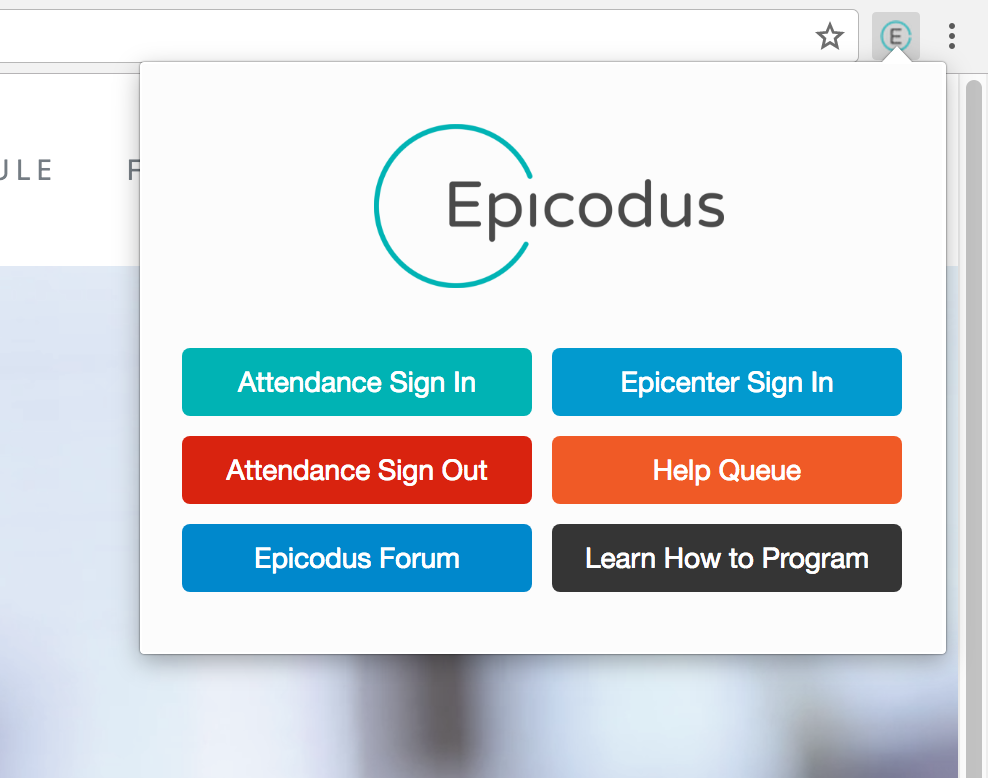 E
ULE F
Epicodus
Attendance Sign In
Epicenter Sign In
Attendance Sign Out
Help Queue
Epicodus Forum
Learn How to Program